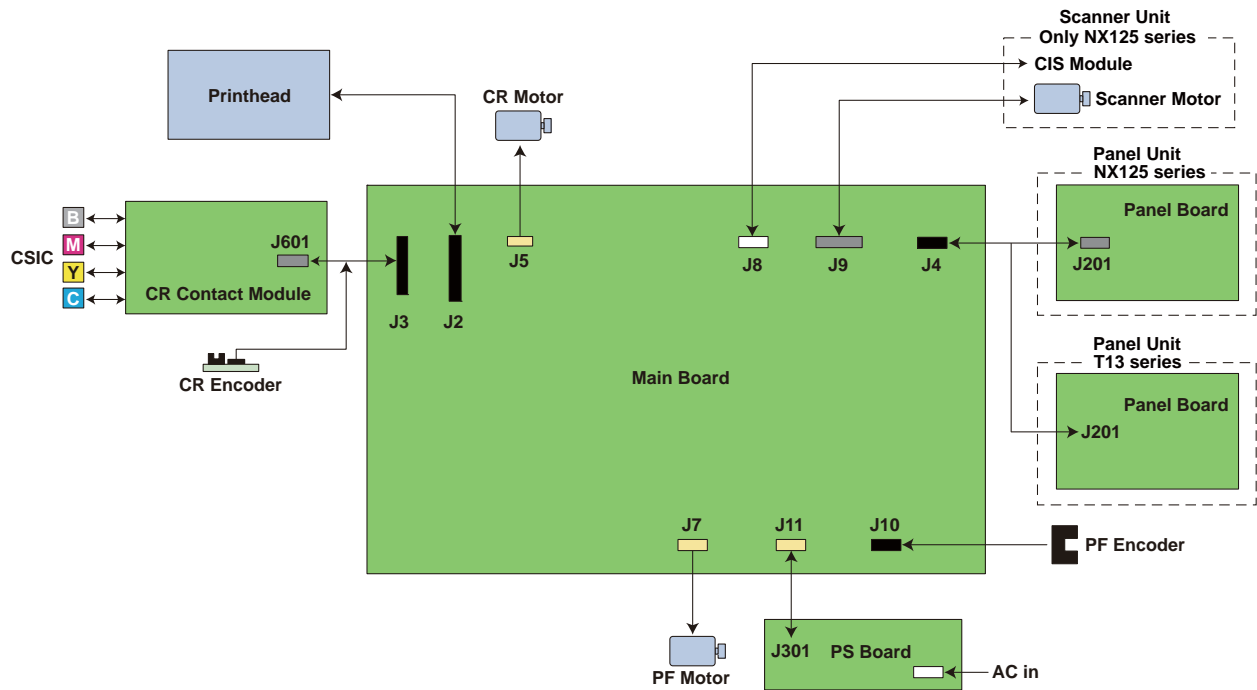 Scanner Unit
Only NX125 series
CIS Module
Scanner Motor
Printhead
CR Motor
Panel Unit
NX125 series
Panel Board
J201
CSIC
B
M
Y
C
J601
CR Contact Module
J3
J2
J5
J8
J9
J4
CR Encoder
Main Board
Panel Unit
T13 series
Panel Board
J201
J7
J11
J10
PF Encoder
PF Motor
J301
PS Board
AC in